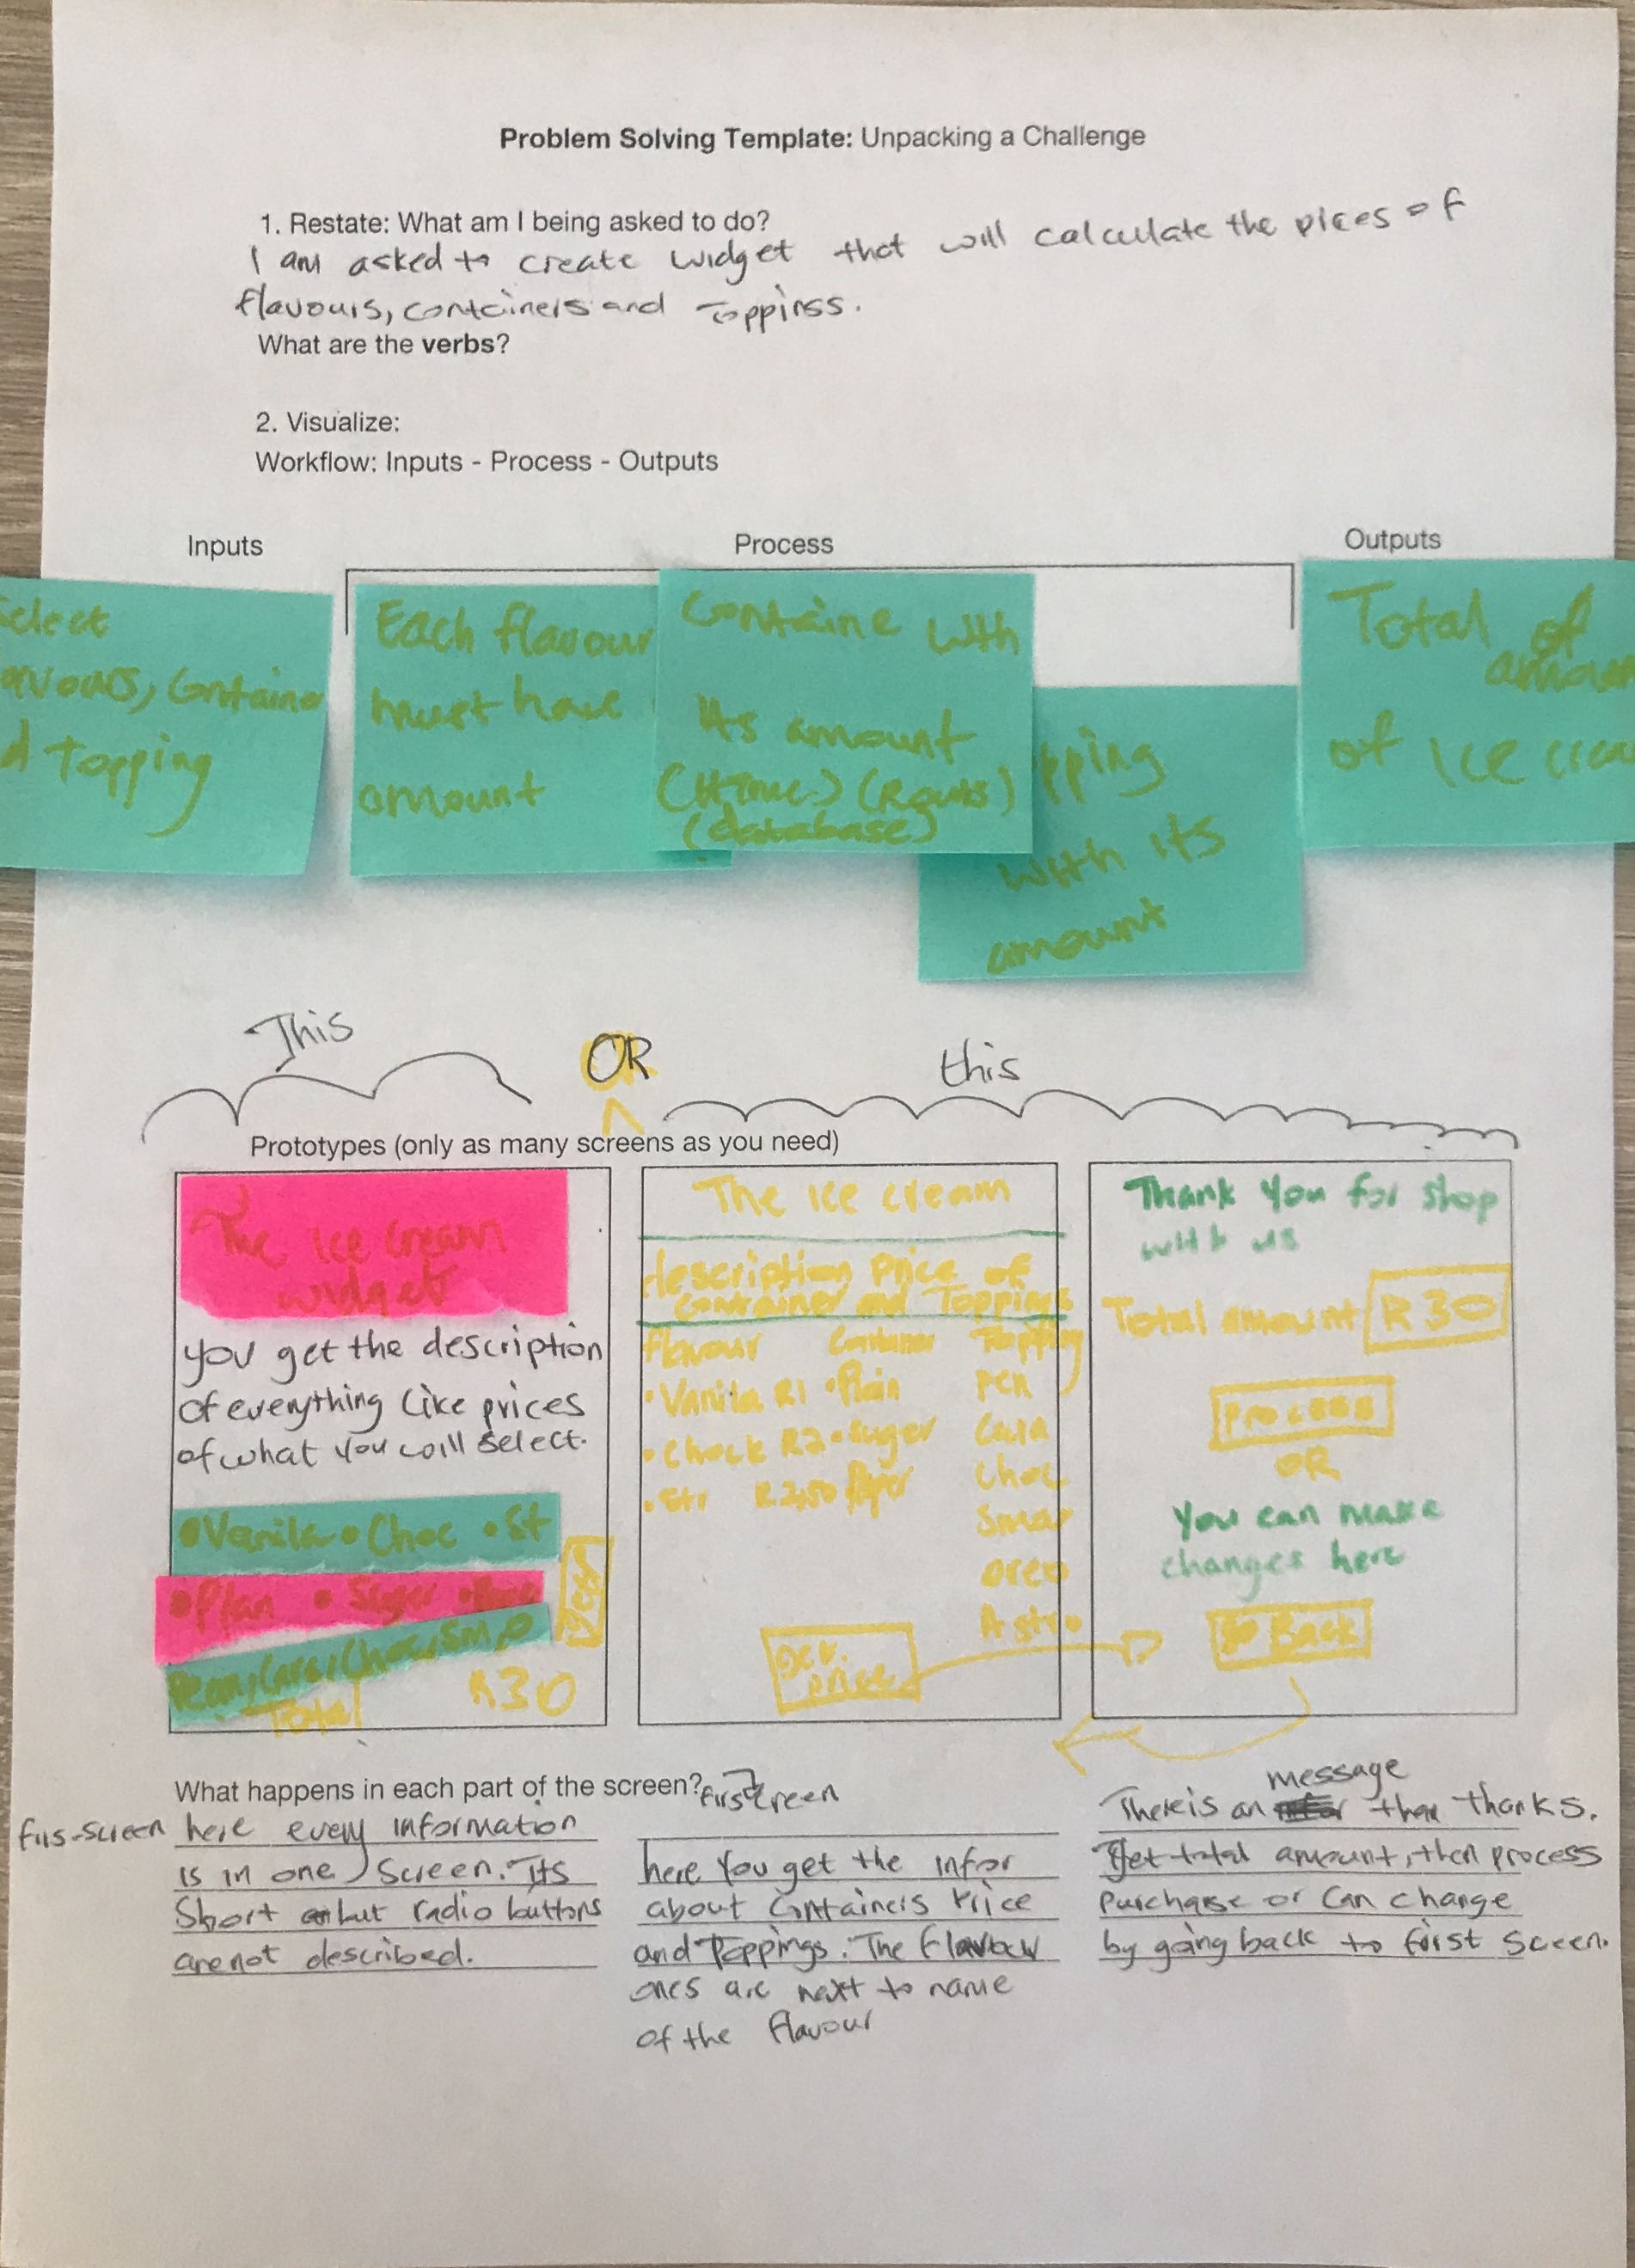 Problem Solving Template: Unpacking a Challenge
1. Restate: What am I being asked to do?
I am asked to create widget that will calculate the pices of
flavours, containers and Toppings.
What are the verbs?
2. Visualize:
Workflow: Inputs - Process - Outputs
Inputs
Process
Outputs
elect
avours, Containe
d Topping
Each flavour
must have
amount
Containe with
its amount
(HTML) (Routs)
(database)
pping
with its
amount
Total of
amoun
of Ice crea
This
OR
this
Prototypes (only as many screens as you need)
The Ice cream
widget
you get the description
of everything like prices
of what you will select.
• Vanila • Choc • St
• Plan • Suger
Pean, Cara, Choc, Sm, O
Total R30
The Ice cream
description Price of
Container and Toppings
flavour Container Topping
• Vanila R1 • Plain pen
• Chock R2 • suger Cala
• Str R2,50 Paper Choc
Smar
oreo
Astro
price
Thank you for shop
with us
Total amount R30
process
OR
You can make
changes here
go Back
What happens in each part of the screen?
firs-screen here every information
is in one screen. Its
Short but radio buttons
are not described.
firstcreen
here You get the infor
about Containers Price
and Toppings. The flavour
ones are next to name
of the flavour
message
There is an that thanks.
get total amount, then process
purchase or Can change
by going back to first screen.